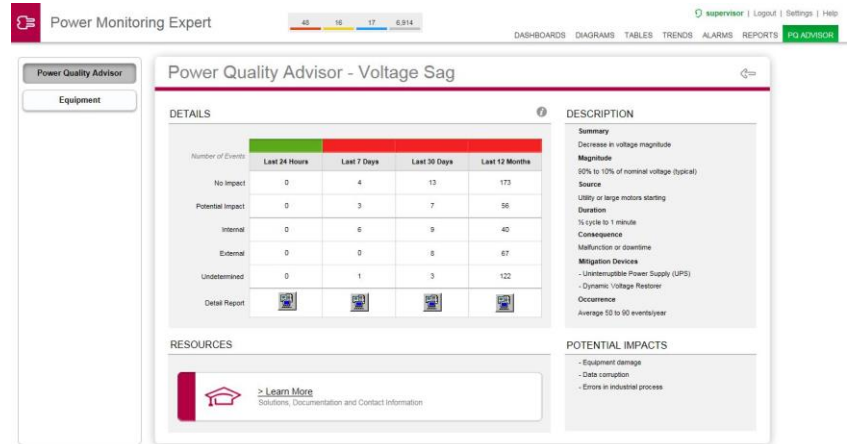 supervisor | Logout | Settings | Help
Power Monitoring Expert
48 16 17 6,914
DASHBOARDS DIAGRAMS TABLES TRENDS ALARMS REPORTS PQ ADVISOR
Power Quality Advisor
Equipment
Power Quality Advisor - Voltage Sag
DETAILS
Number of Events Last 24 Hours Last 7 Days Last 30 Days Last 12 Months
No Impact 0 4 13 173
Potential Impact 0 3 7 56
Internal 0 6 9 40
External 0 0 8 67
Undetermined 0 1 3 122
Detail Report
RESOURCES
> Learn More
Solutions, Documentation and Contact Information
DESCRIPTION
Summary
Decrease in voltage magnitude
Magnitude
90% to 10% of nominal voltage (typical)
Source
Utility or large motors starting
Duration
½ cycle to 1 minute
Consequence
Malfunction or downtime
Mitigation Devices
- Uninterruptible Power Supply (UPS)
- Dynamic Voltage Restorer
Occurrence
Average 50 to 90 events/year
POTENTIAL IMPACTS
- Equipment damage
- Data corruption
- Errors in industrial process